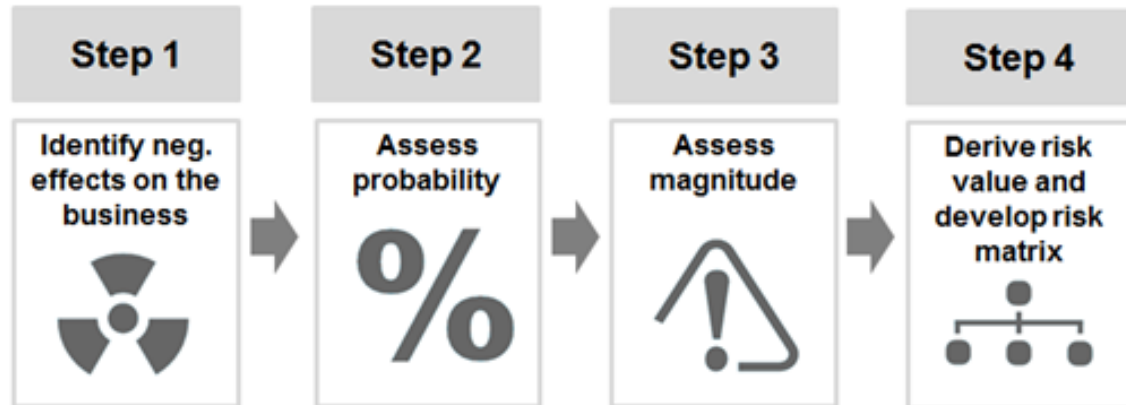 Step 1
Identify neg.
effects on the
business
Step 2
Assess
probability
%
Step 3
Assess
magnitude
!
Step 4
Derive risk
value and
develop risk
matrix